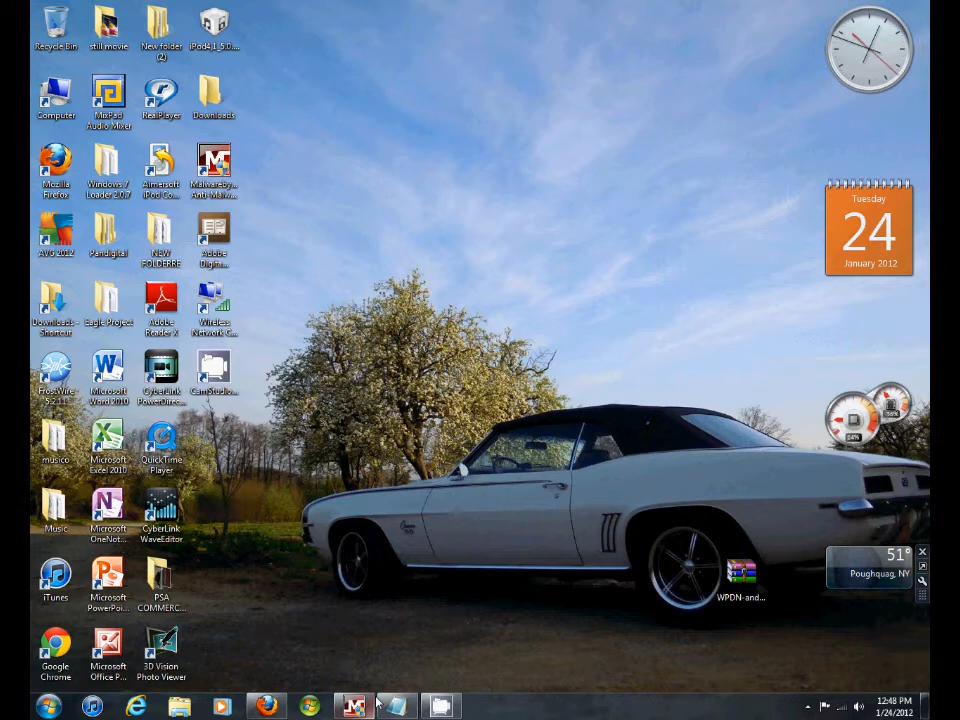 Recycle Bin
still movie
New folder
(2)
iPod4,1_5.0....
Computer
MixPad
Audio Mixer
RealPlayer
Downloads
Mozilla
Firefox
Windows 7
Loader 2.0.7
Aimersoft
iPod Co...
Malwareby...
Anti-Malw...
AVG 2012
Pandigital
NEW
FOLDERRE
Adobe
Digita...
Downloads -
Shortcut
Eagle Project
Adobe
Reader X
Wireless
Network C...
FrostWire
5.2.11
Microsoft
Word 2010
CyberLink
PowerDirec...
CamStudio...
musico
Microsoft
Excel 2010
QuickTime
Player
Music
Microsoft
OneNot...
CyberLink
WaveEditor
iTunes
Microsoft
PowerPoi...
PSA
COMMERC...
Google
Chrome
Microsoft
Office P...
3D Vision
Photo Viewer
Tuesday
24
January 2012
51°
Poughquag, NY
WPDN-and...
12:48 PM
1/24/2012